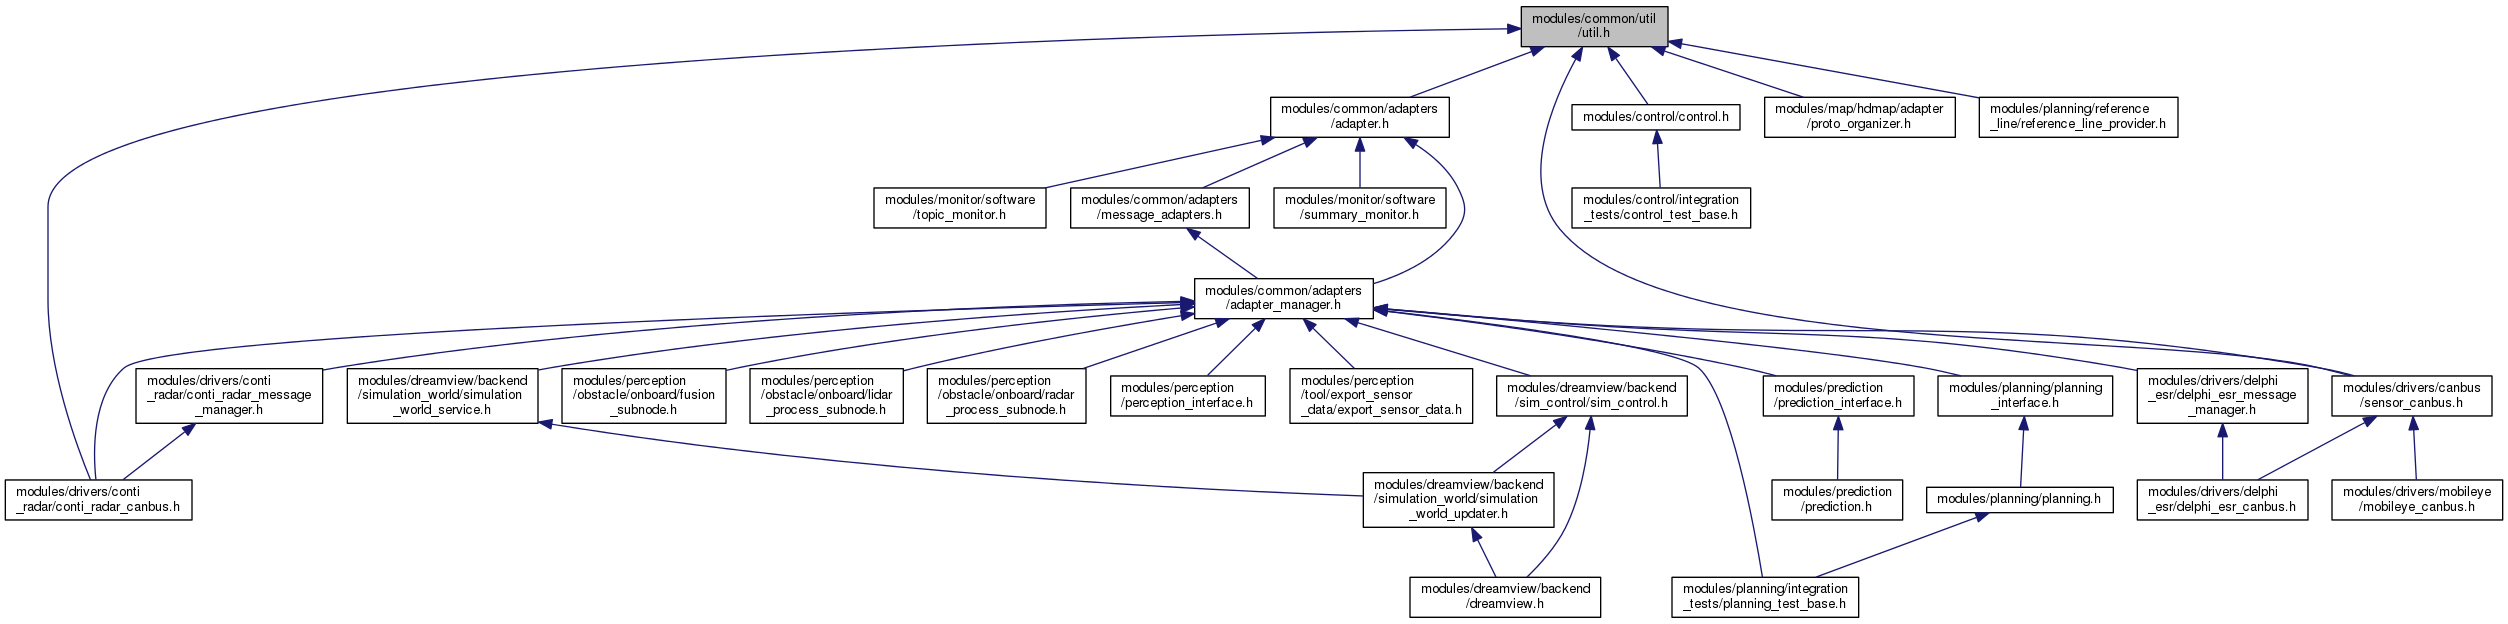 modules/common/util
/util.h
modules/common/adapters
/adapter.h
modules/control/control.h
modules/map/hdmap/adapter
/proto_organizer.h
modules/planning/reference
_line/reference_line_provider.h
modules/monitor/software
/topic_monitor.h
modules/common/adapters
/message_adapters.h
modules/monitor/software
/summary_monitor.h
modules/control/integration
_tests/control_test_base.h
modules/common/adapters
/adapter_manager.h
modules/drivers/conti
_radar/conti_radar_message
_manager.h
modules/dreamview/backend
/simulation_world/simulation
_world_service.h
modules/perception
/obstacle/onboard/fusion
_subnode.h
modules/perception
/obstacle/onboard/lidar
_process_subnode.h
modules/perception
/obstacle/onboard/radar
_process_subnode.h
modules/perception
/perception_interface.h
modules/perception
/tool/export_sensor
_data/export_sensor_data.h
modules/dreamview/backend
/sim_control/sim_control.h
modules/prediction
/prediction_interface.h
modules/planning/planning
_interface.h
modules/drivers/delphi
_esr/delphi_esr_message
_manager.h
modules/drivers/canbus
/sensor_canbus.h
modules/drivers/conti
_radar/conti_radar_canbus.h
modules/dreamview/backend
/simulation_world/simulation
_world_updater.h
modules/prediction
/prediction.h
modules/planning/planning.h
modules/drivers/delphi
_esr/delphi_esr_canbus.h
modules/drivers/mobileye
/mobileye_canbus.h
modules/dreamview/backend
/dreamview.h
modules/planning/integration
_tests/planning_test_base.h